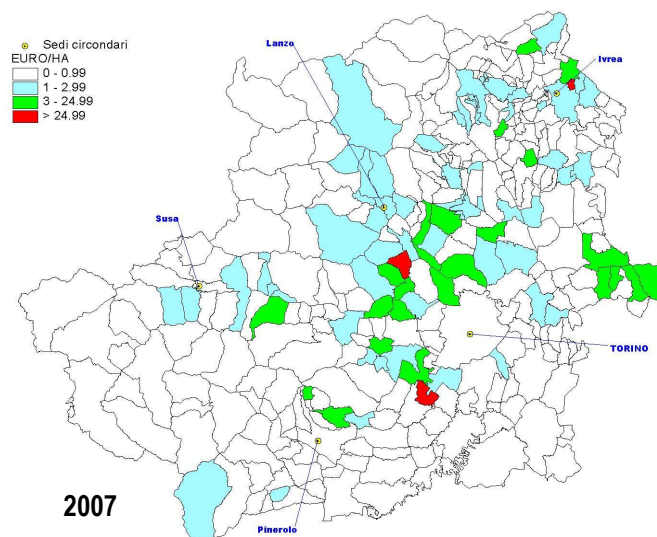 Sedi circondari
EURO/HA
0 - 0.99
1 - 2.99
3 - 24.99
> 24.99
Lanzo
Ivrea
Susa
TORINO
2007
Pinerolo